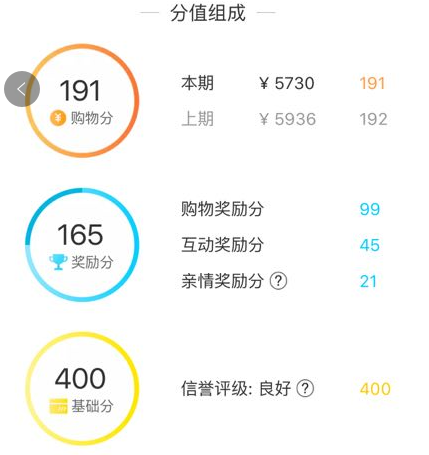 分值组成
191
购物分
本期 ¥ 5730 191
上期 ¥ 5936 192
165
奖励分
购物奖励分 99
互动奖励分 45
亲情奖励分 ? 21
400
基础分
信誉评级: 良好 ? 400